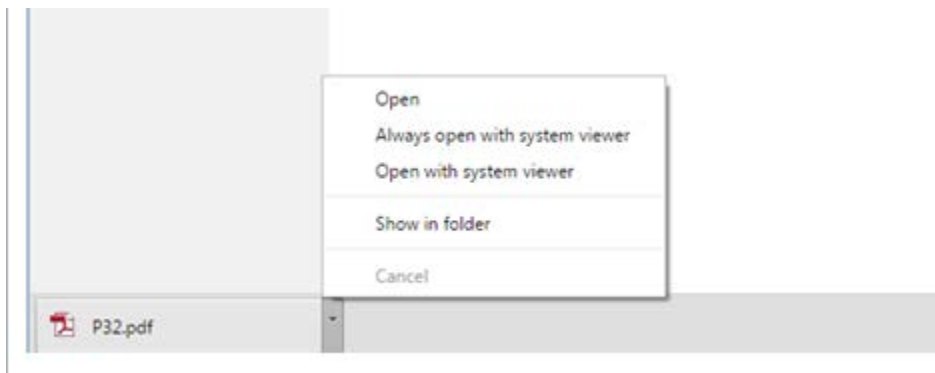 Open
Always open with system viewer
Open with system viewer
Show in folder
Cancel
P32.pdf